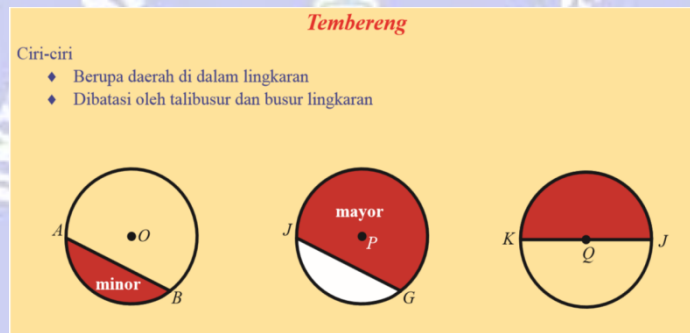 Tembereng
Ciri-ciri
♦ Berupa daerah di dalam lingkaran
♦ Dibatasi oleh talibusur dan busur lingkaran
A
O
minor
B
J
mayor
P
G
K
Q
J